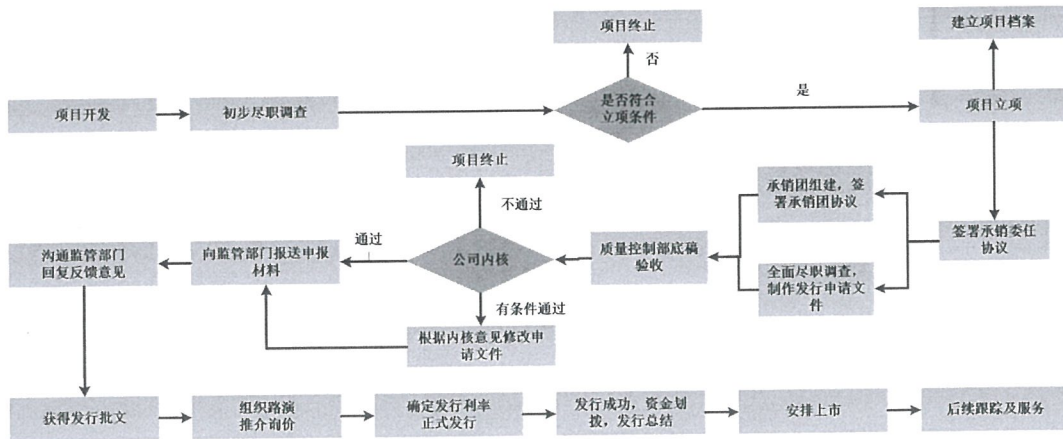 项目终止
建立项目档案
否
项目开发
初步尽职调查
是否符合
立项条件
是
项目立项
项目终止
不通过
承销团组建，签
署承销团协议
签署承销委任
协议
沟通监管部门
回复反馈意见
向监管部门报送申报
材料
通过
公司内核
质量控制部底稿
验收
全面尽职调查，
制作发行申请文
件
有条件通过
根据内核意见修改申
请文件
获得发行批文
组织路演
推介询价
确定发行利率
正式发行
发行成功，资金划
拨，发行总结
安排上市
后续跟踪及服务